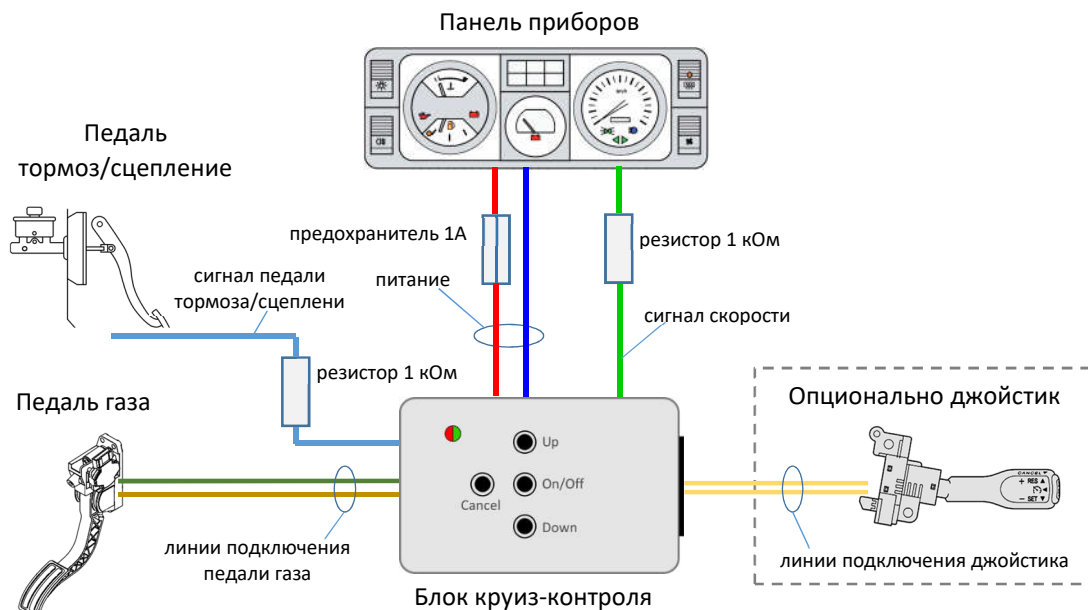 Панель приборов
Педаль
тормоз/сцепление
предохранитель 1А
резистор 1 кОм
сигнал педали
тормоза/сцеплени
питание
сигнал скорости
резистор 1 кОм
Педаль газа
Опционально джойстик
Up
On/Off
Cancel
Down
CANCEL
+ RES ▲
− SET ▼
линии подключения
педали газа
линии подключения джойстика
Блок круиз-контроля